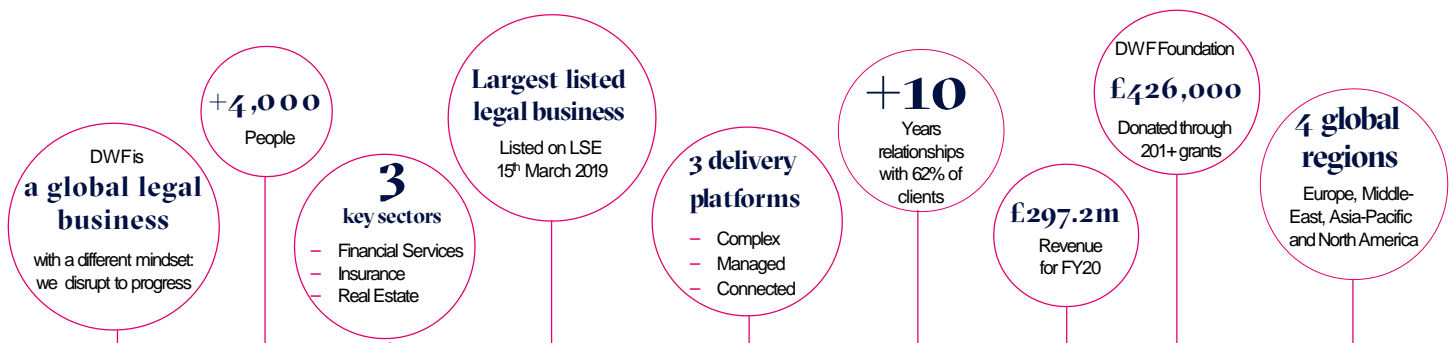 DWF is
a global legal
business
with a different mindset:
we disrupt to progress
+4,000
People
3
key sectors
– Financial Services
– Insurance
– Real Estate
Largest listed
legal business
Listed on LSE
15th March 2019
3 delivery
platforms
– Complex
– Managed
– Connected
+10
Years
relationships
with 62% of
clients
£297.2m
Revenue
for FY20
DWF Foundation
£426,000
Donated through
201+ grants
4 global
regions
Europe, Middle-
East, Asia-Pacific
and North America